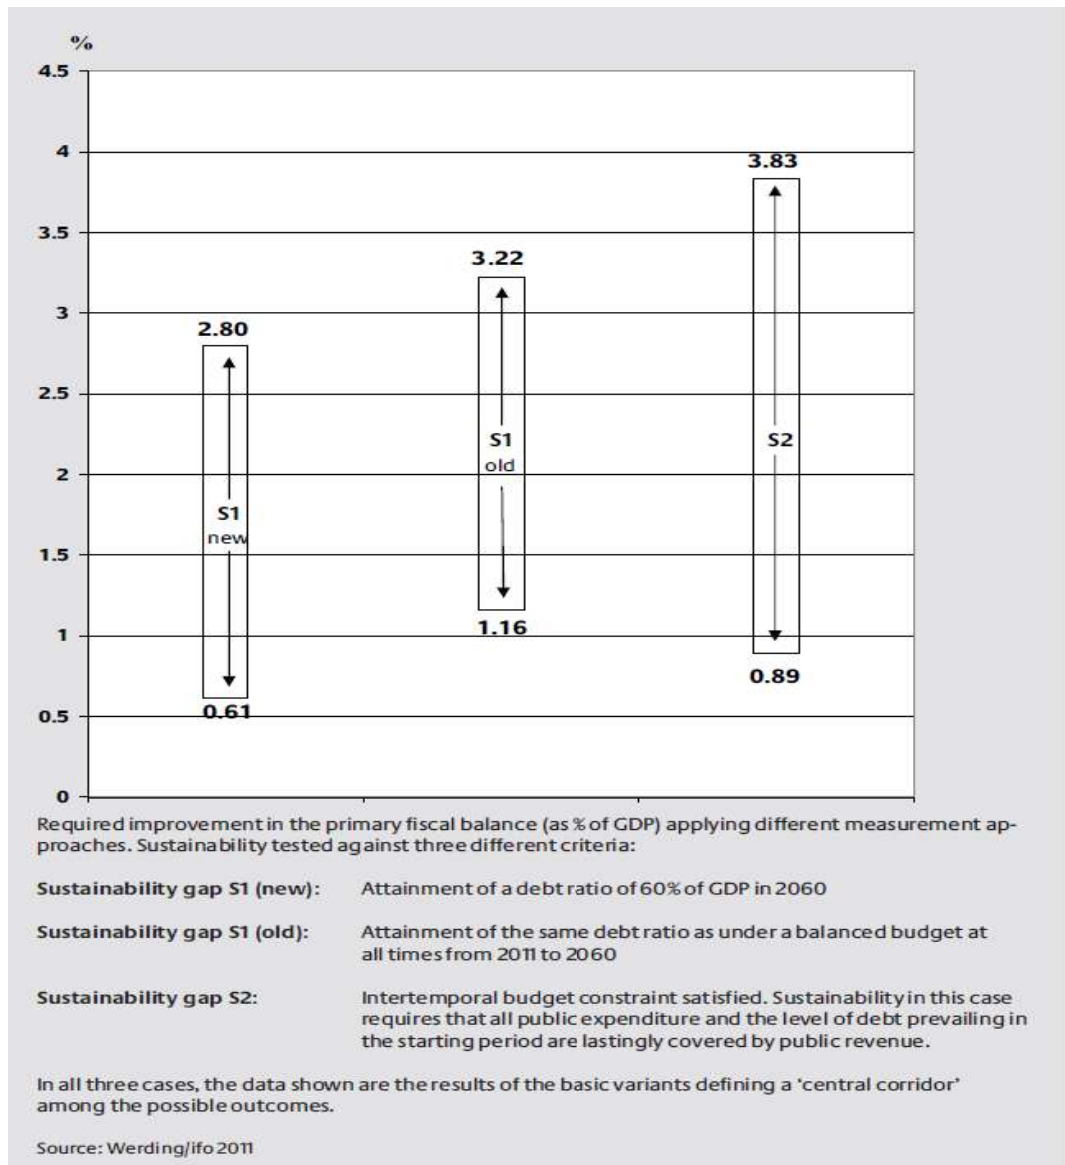 %
4.5
4
3.83
3.5
3.22
3
2.80
2.5
S1
old
S2
2
S1
new
1.5
1.16
1
0.89
0.61
0.5
0
Required improvement in the primary fiscal balance (as % of GDP) applying different measurement ap-
proaches. Sustainability tested against three different criteria:
Sustainability gap S1 (new): Attainment of a debt ratio of 60% of GDP in 2060
Sustainability gap S1 (old): Attainment of the same debt ratio as under a balanced budget at
all times from 2011 to 2060
Sustainability gap S2: Intertemporal budget constraint satisfied. Sustainability in this case
requires that all public expenditure and the level of debt prevailing in
the starting period are lastingly covered by public revenue.
In all three cases, the data shown are the results of the basic variants defining a ‘central corridor’
among the possible outcomes.
Source: Werding/ifo 2011